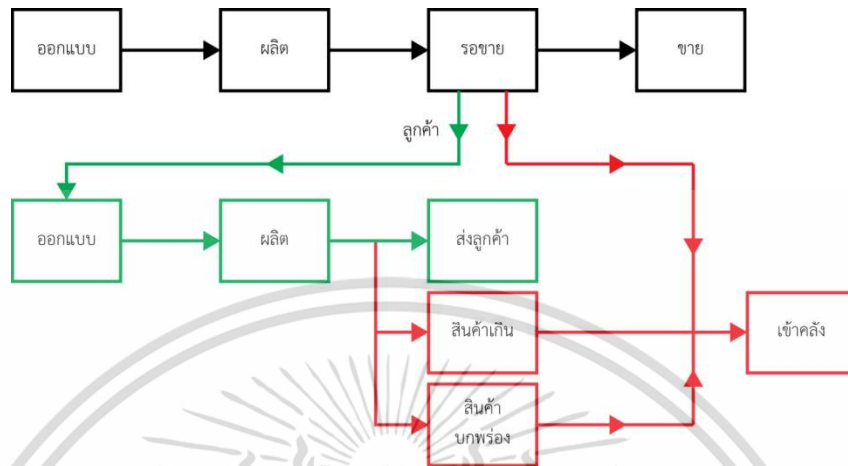 ออกแบบ
ผลิต
รอขาย
ขาย
ลูกค้า
ออกแบบ
ผลิต
ส่งลูกค้า
สินค้าเกิน
เข้าคลัง
สินค้า
บกพร่อง